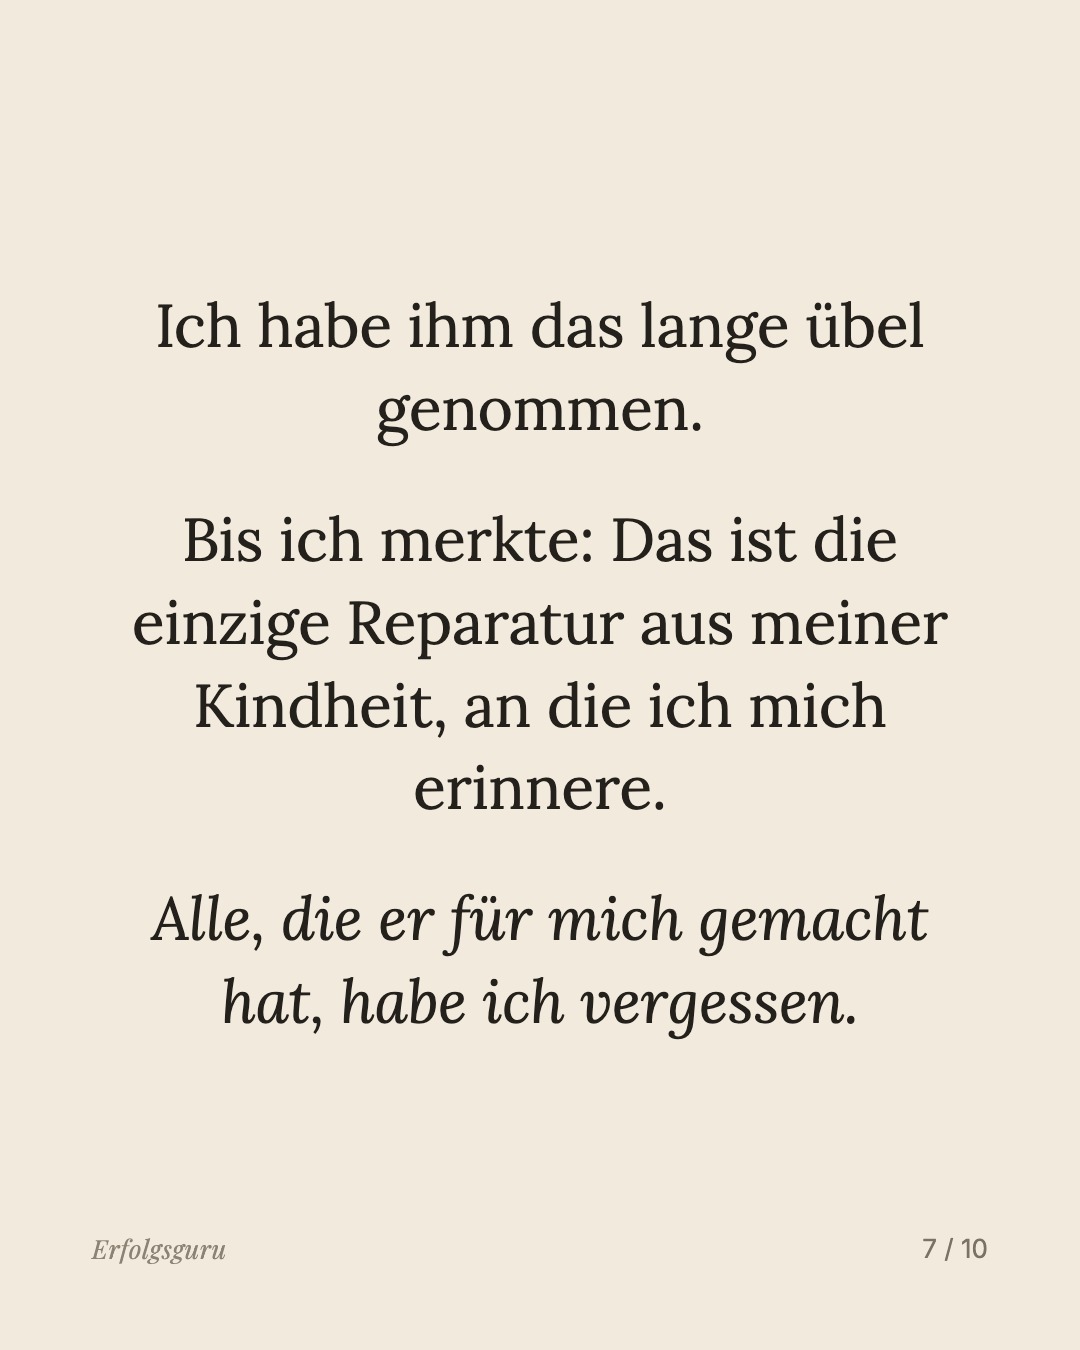 Ich habe ihm das lange übel
genommen.
Bis ich merkte: Das ist die
einzige Reparatur aus meiner
Kindheit, an die ich mich
erinnere.
Alle, die er für mich gemacht
hat, habe ich vergessen.
Erfolgsguru
7 / 10